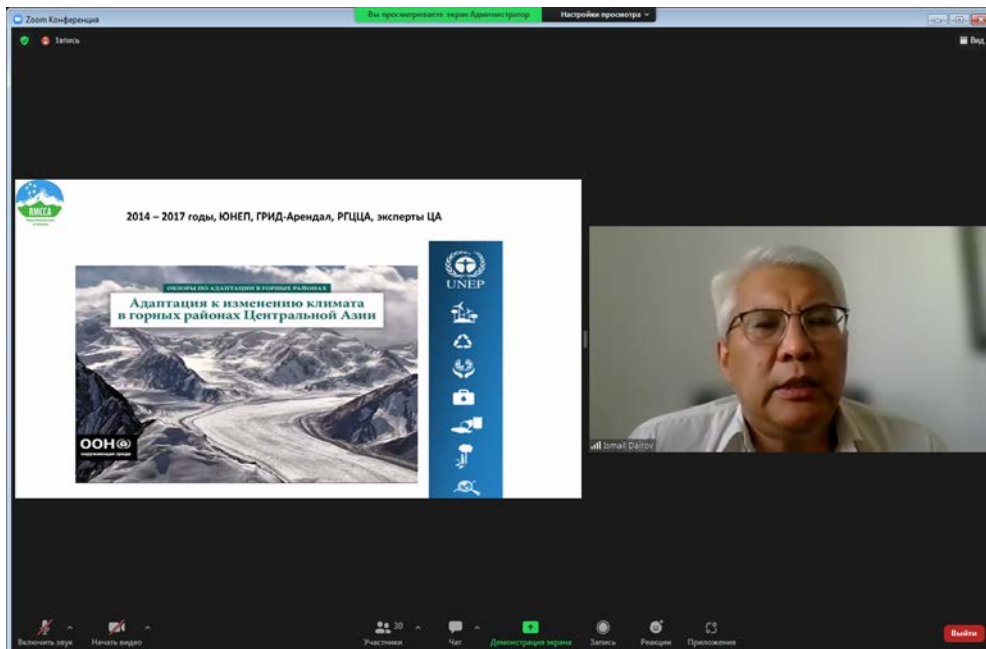 Zoom Конференция
Вы просматриваете экран Администратор
Настройки просмотра
Запись
Вид
RMCCA
2014 – 2017 годы, ЮНЕП, ГРИД-Арендал, РГЦЦА, эксперты ЦА
ОБЗОРЫ ПО АДАПТАЦИИ В ГОРНЫХ РАЙОНАХ
Адаптация к изменению климата
в горных районах Центральной Азии
ООН
окружающая среда
UNEP
Ismail Dairov
Включить звук
Начать видео
30
Участники
Чат
Демонстрация экрана
Запись
Реакции
Приложения
Выйти